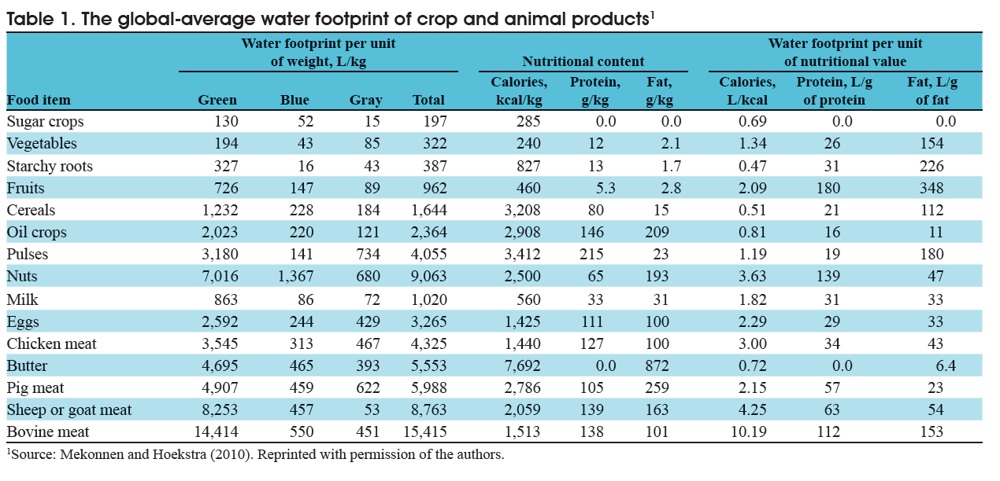 Table 1. The global-average water footprint of crop and animal products1
Water footprint per unit of weight, L/kg Nutritional content Water footprint per unit of nutritional value
Food item Green Blue Gray Total Calories, kcal/kg Protein, g/kg Fat, g/kg Calories, L/kcal Protein, L/g of protein Fat, L/g of fat
Sugar crops 130 52 15 197 285 0.0 0.0 0.69 0.0 0.0
Vegetables 194 43 85 322 240 12 2.1 1.34 26 154
Starchy roots 327 16 43 387 827 13 1.7 0.47 31 226
Fruits 726 147 89 962 460 5.3 2.8 2.09 180 348
Cereals 1,232 228 184 1,644 3,208 80 15 0.51 21 112
Oil crops 2,023 220 121 2,364 2,908 146 209 0.81 16 11
Pulses 3,180 141 734 4,055 3,412 215 23 1.19 19 180
Nuts 7,016 1,367 680 9,063 2,500 65 193 3.63 139 47
Milk 863 86 72 1,020 560 33 31 1.82 31 33
Eggs 2,592 244 429 3,265 1,425 111 100 2.29 29 33
Chicken meat 3,545 313 467 4,325 1,440 127 100 3.00 34 43
Butter 4,695 465 393 5,553 7,692 0.0 872 0.72 0.0 6.4
Pig meat 4,907 459 622 5,988 2,786 105 259 2.15 57 23
Sheep or goat meat 8,253 457 53 8,763 2,059 139 163 4.25 63 54
Bovine meat 14,414 550 451 15,415 1,513 138 101 10.19 112 153
1Source: Mekonnen and Hoekstra (2010). Reprinted with permission of the authors.